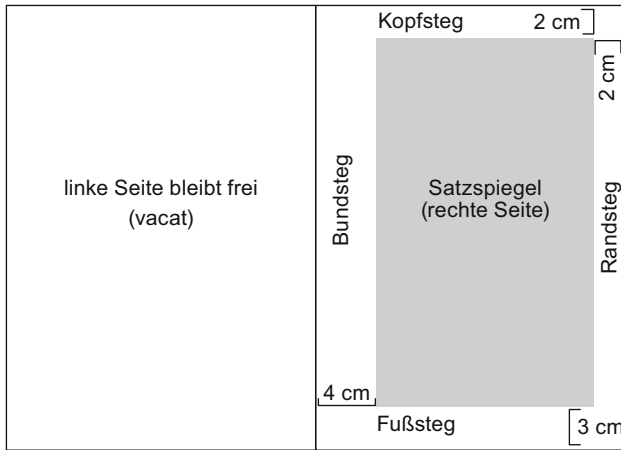 Kopfsteg
2 cm
2 cm
linke Seite bleibt frei
(vacat)
Bundsteg
Satzspiegel
(rechte Seite)
Randsteg
4 cm
Fußsteg
3 cm